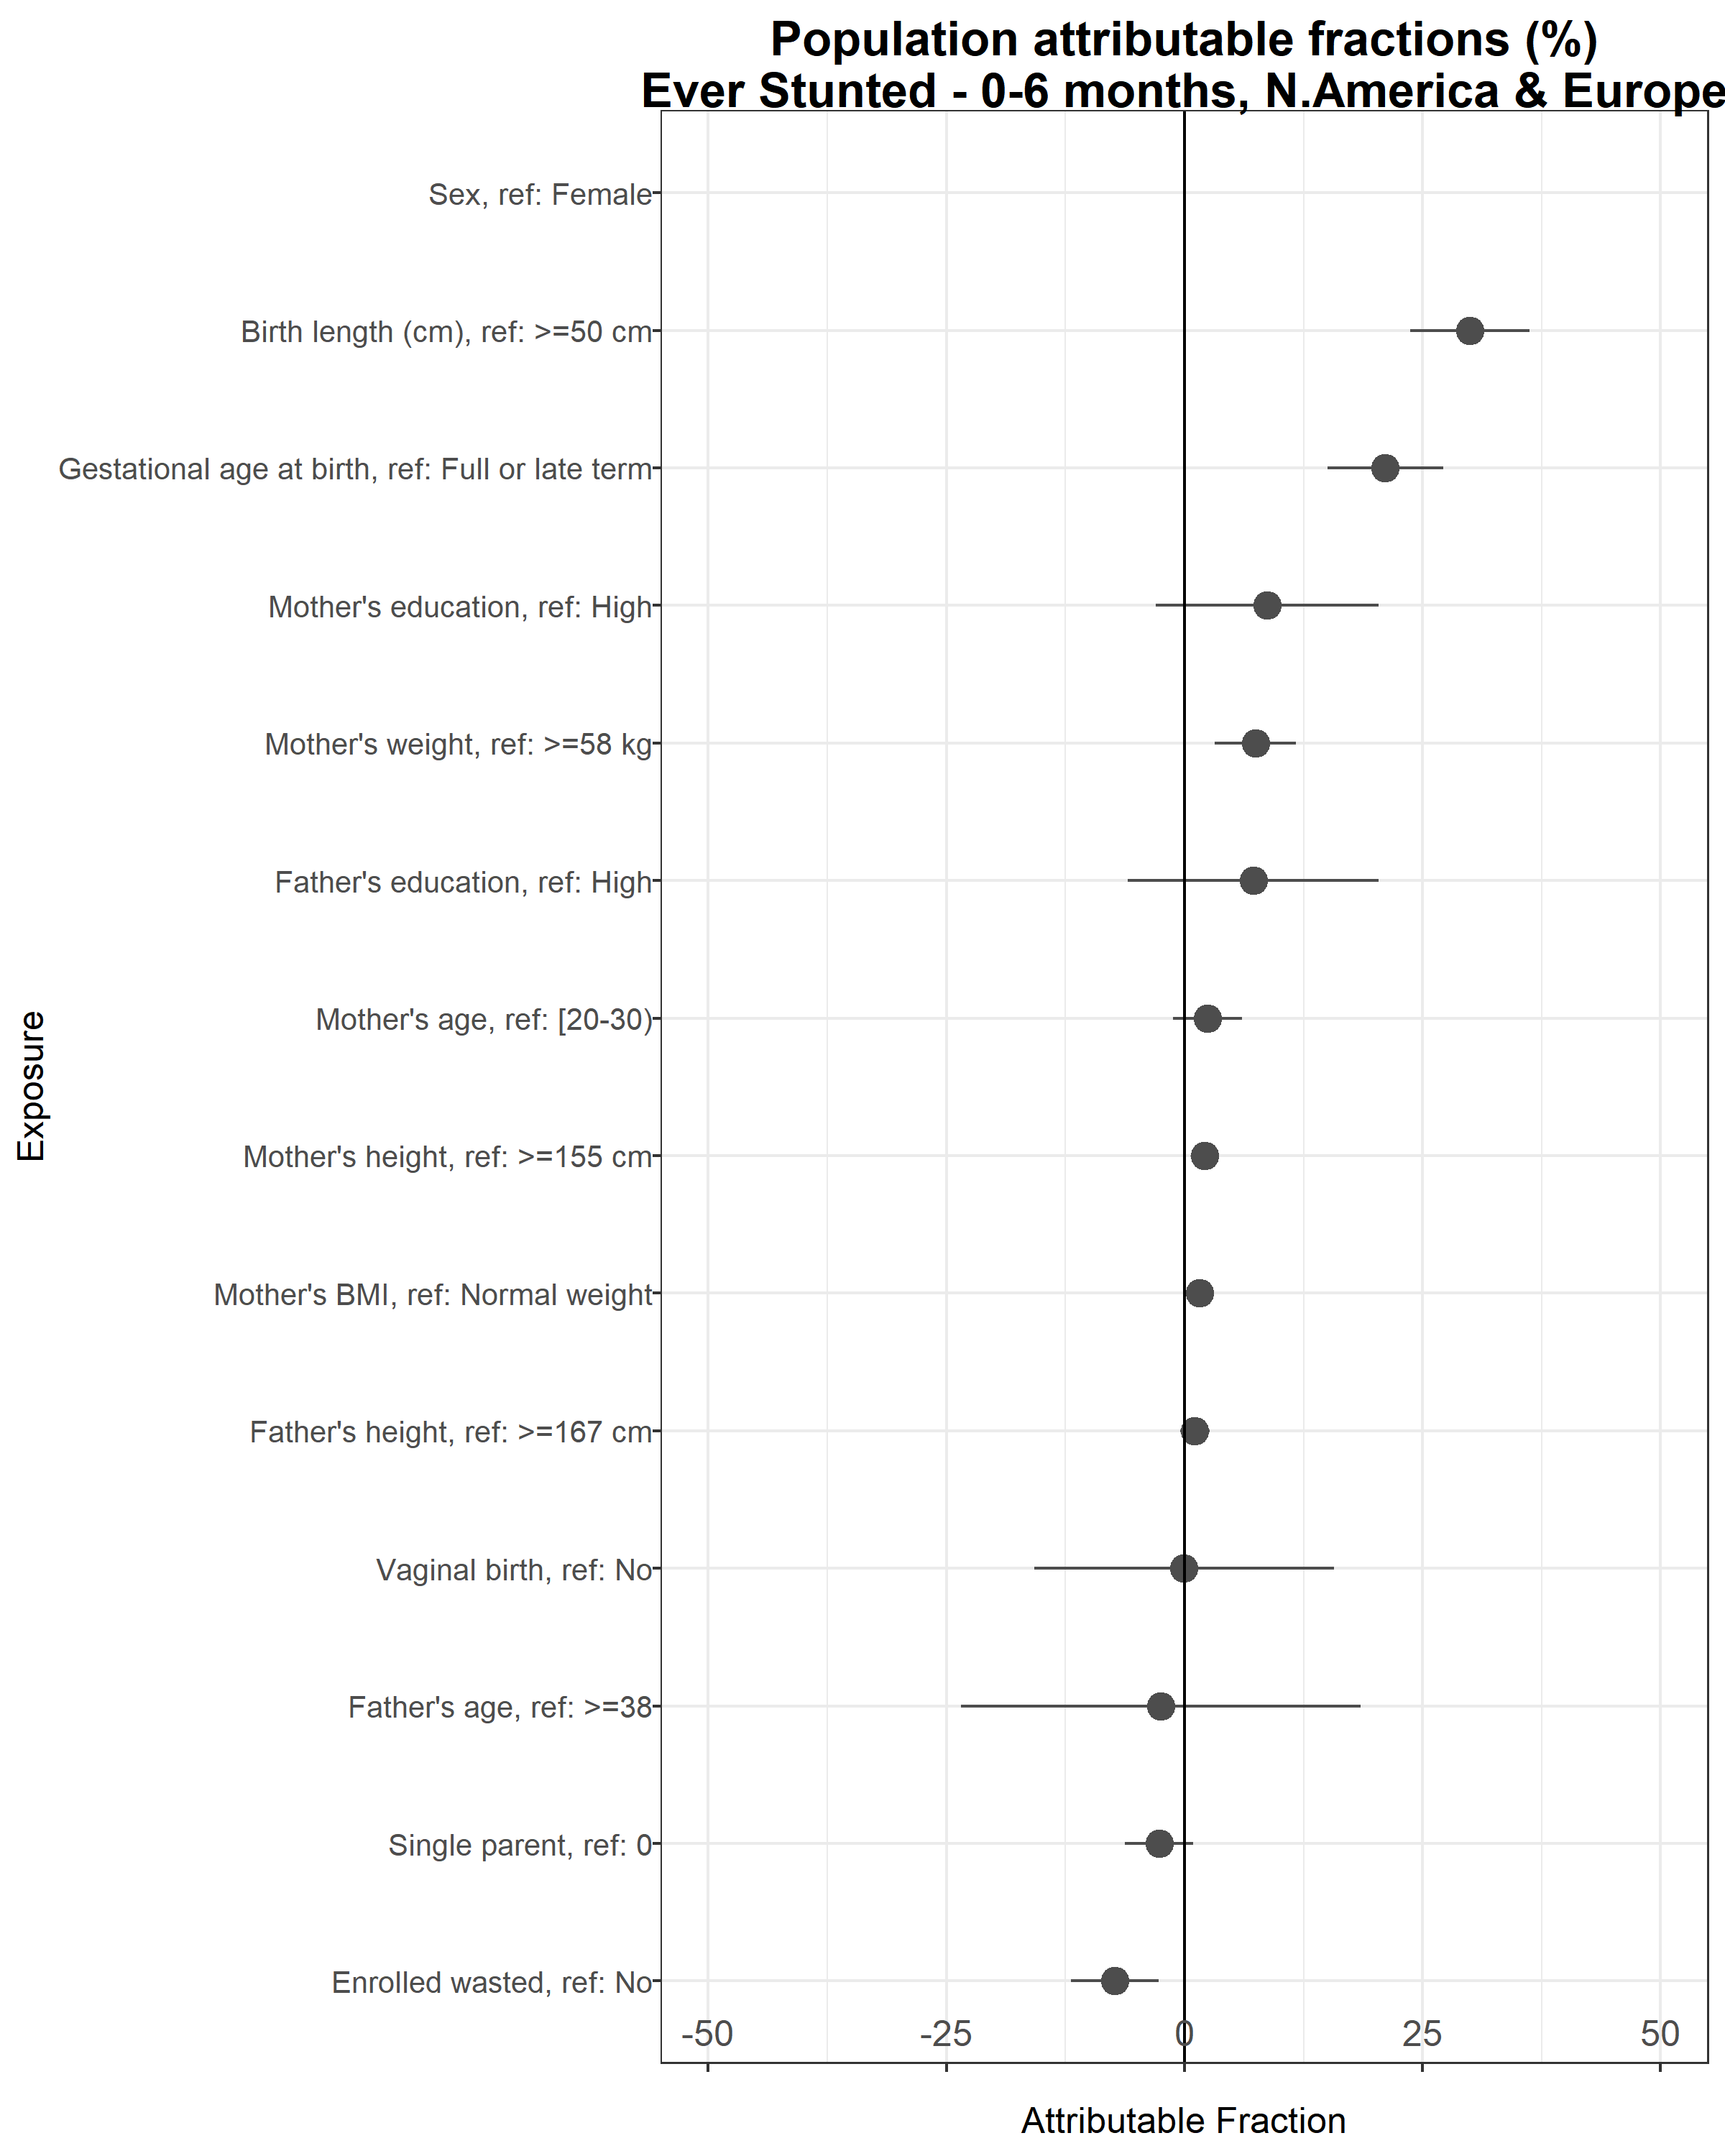 Population attributable fractions (%)
Ever Stunted - 0-6 months, N.America & Europe
Exposure
Sex, ref: Female
Birth length (cm), ref: >=50 cm
Gestational age at birth, ref: Full or late term
Mother's education, ref: High
Mother's weight, ref: >=58 kg
Father's education, ref: High
Mother's age, ref: [20-30)
Mother's height, ref: >=155 cm
Mother's BMI, ref: Normal weight
Father's height, ref: >=167 cm
Vaginal birth, ref: No
Father's age, ref: >=38
Single parent, ref: 0
Enrolled wasted, ref: No
-50 -25 0 25 50
Attributable Fraction